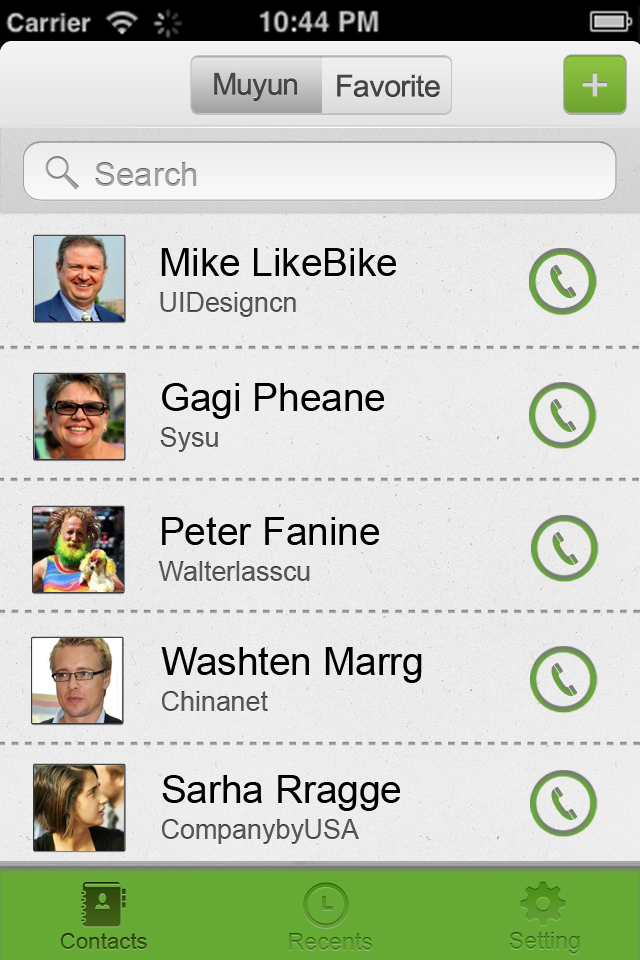 Carrier 10:44 PM
Muyun Favorite +
Search
Mike LikeBike
UIDesigncn
Gagi Pheane
Sysu
Peter Fanine
Walterlasscu
Washten Marrg
Chinanet
Sarha Rragge
CompanybyUSA
Contacts Recents Setting